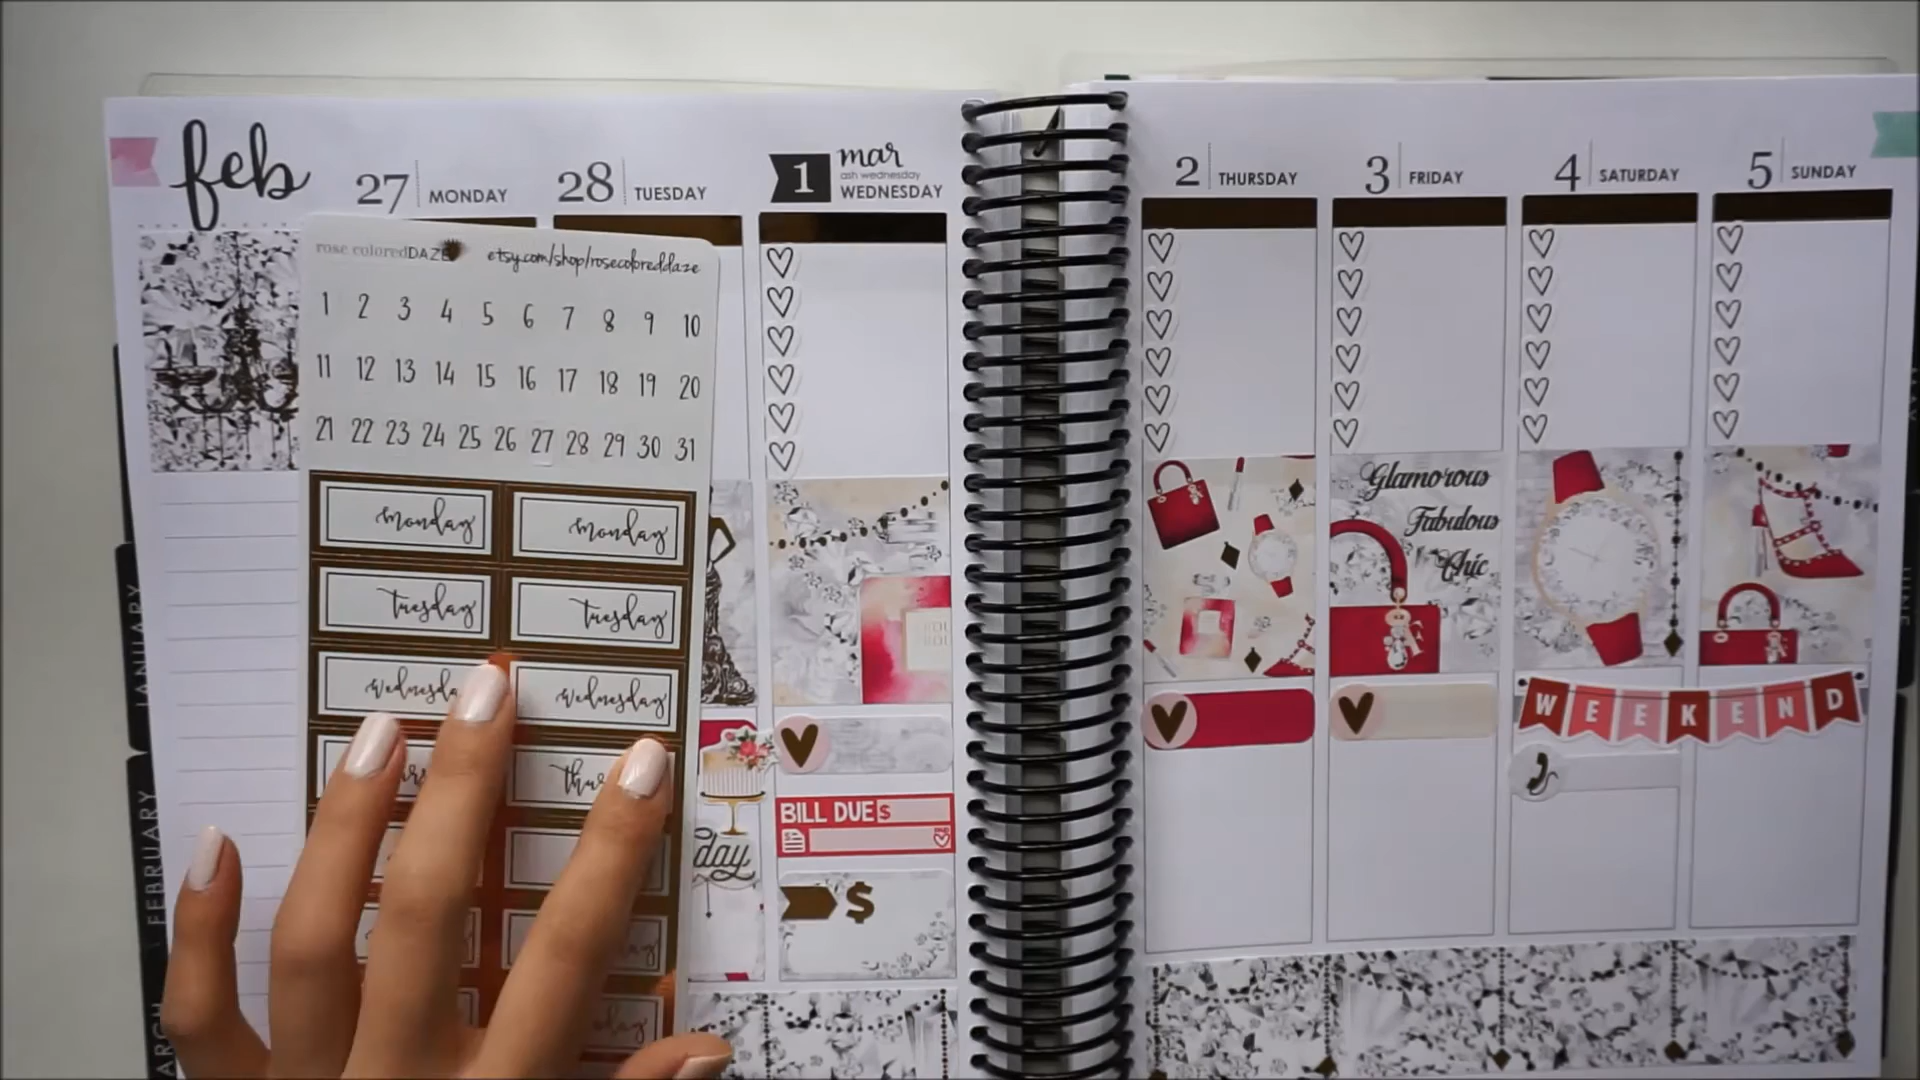 feb
27 MONDAY
28 TUESDAY
1 mar
ash wednesday
WEDNESDAY
2 THURSDAY
3 FRIDAY
4 SATURDAY
5 SUNDAY
rose coloredDAZE etsy.com/shop/rosecoloreddaze
1 2 3 4 5 6 7 8 9 10
11 12 13 14 15 16 17 18 19 20
21 22 23 24 25 26 27 28 29 30 31
monday monday
tuesday tuesday
wednesday
Glamorous
Fabulous
Chic
WEEKEND
BILL DUE $
$
day
JANUARY
FEBRUARY